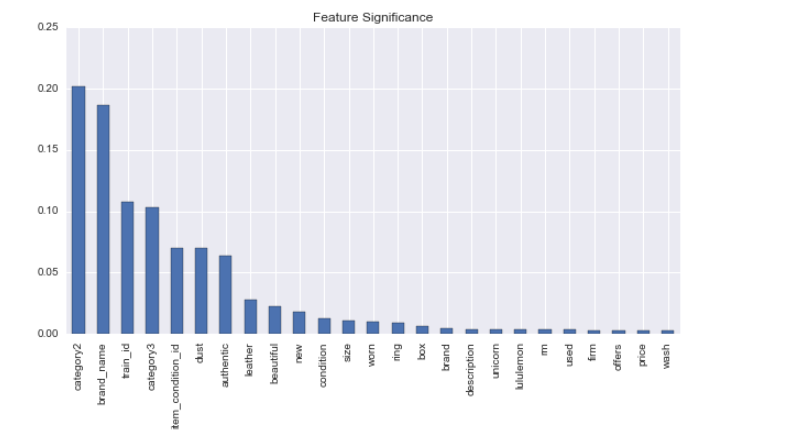 Feature Significance
0.25
0.20
0.15
0.10
0.05
0.00
category2
brand_name
train_id
category3
item_condition_id
dust
authentic
leather
beautiful
new
condition
size
worn
ring
box
brand
description
unicorn
lululemon
rm
used
firm
offers
price
wash